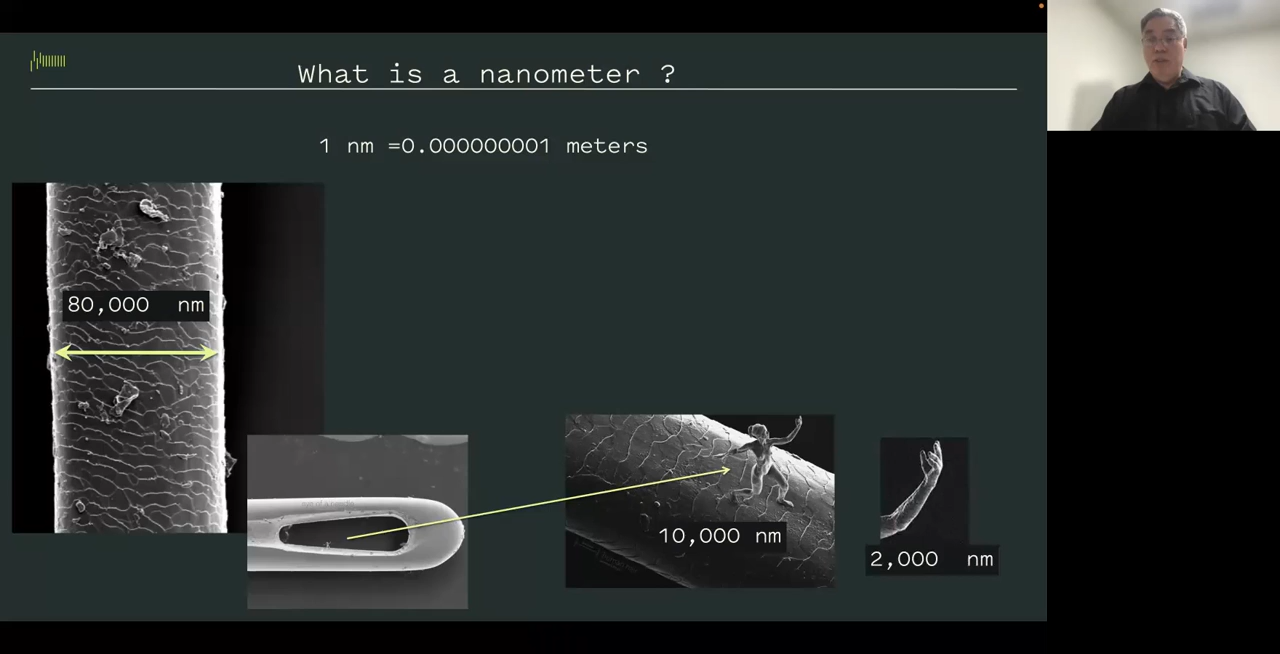 What is a nanometer ?
1 nm =0.000000001 meters
80,000 nm
10,000 nm
2,000 nm